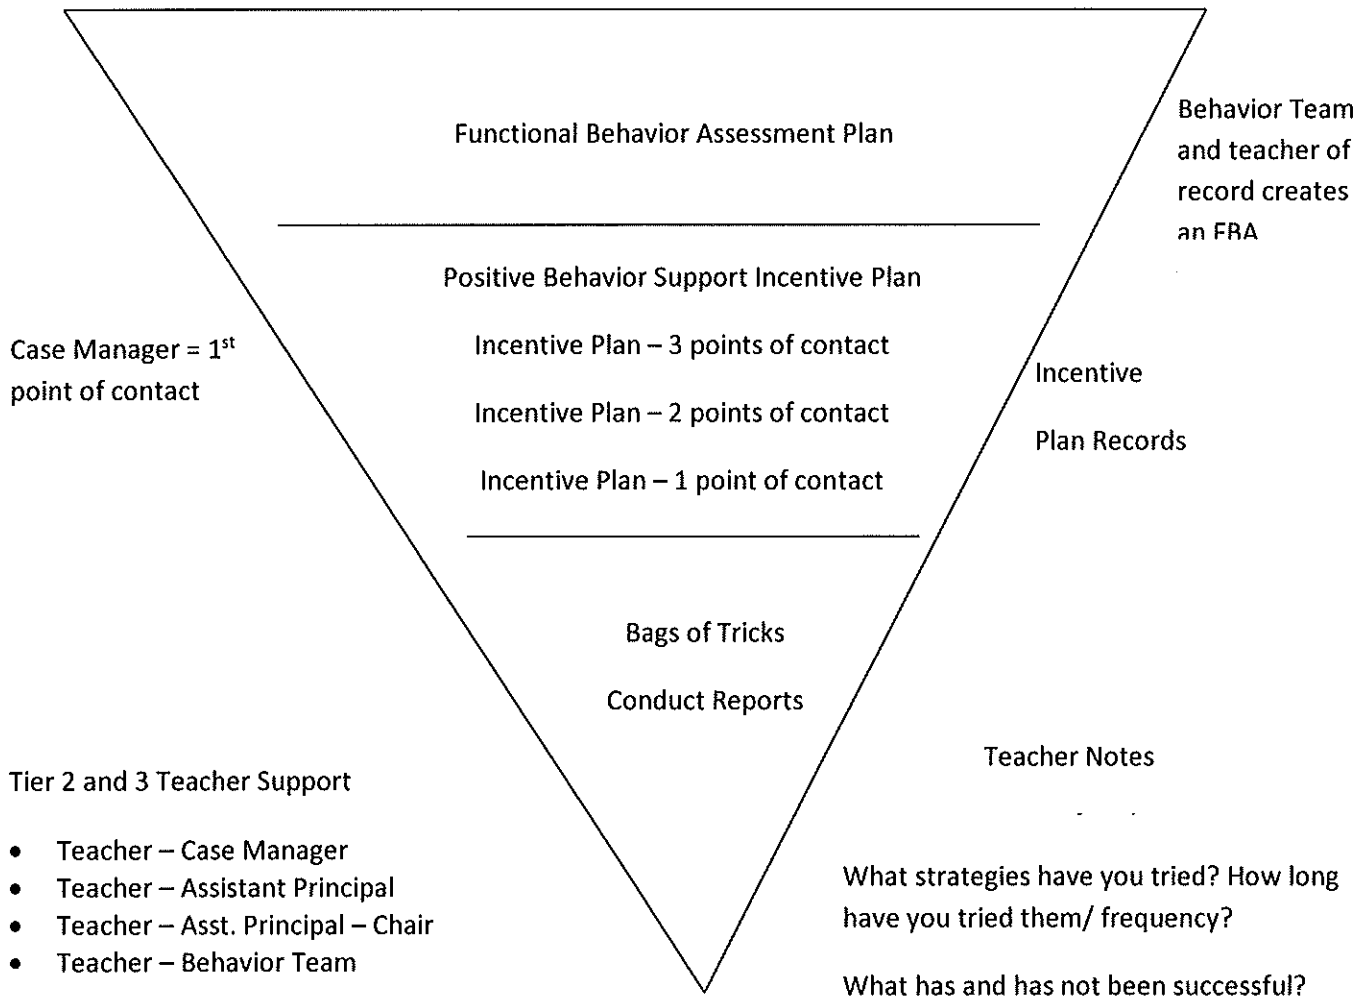 Functional Behavior Assessment Plan
Behavior Team
and teacher of
record creates
an FBA
Positive Behavior Support Incentive Plan
Incentive Plan – 3 points of contact
Incentive Plan – 2 points of contact
Incentive Plan – 1 point of contact
Case Manager = 1st
point of contact
Incentive
Plan Records
Bags of Tricks
Conduct Reports
Tier 2 and 3 Teacher Support
• Teacher – Case Manager
• Teacher – Assistant Principal
• Teacher – Asst. Principal – Chair
• Teacher – Behavior Team
Teacher Notes
What strategies have you tried? How long
have you tried them/ frequency?
What has and has not been successful?